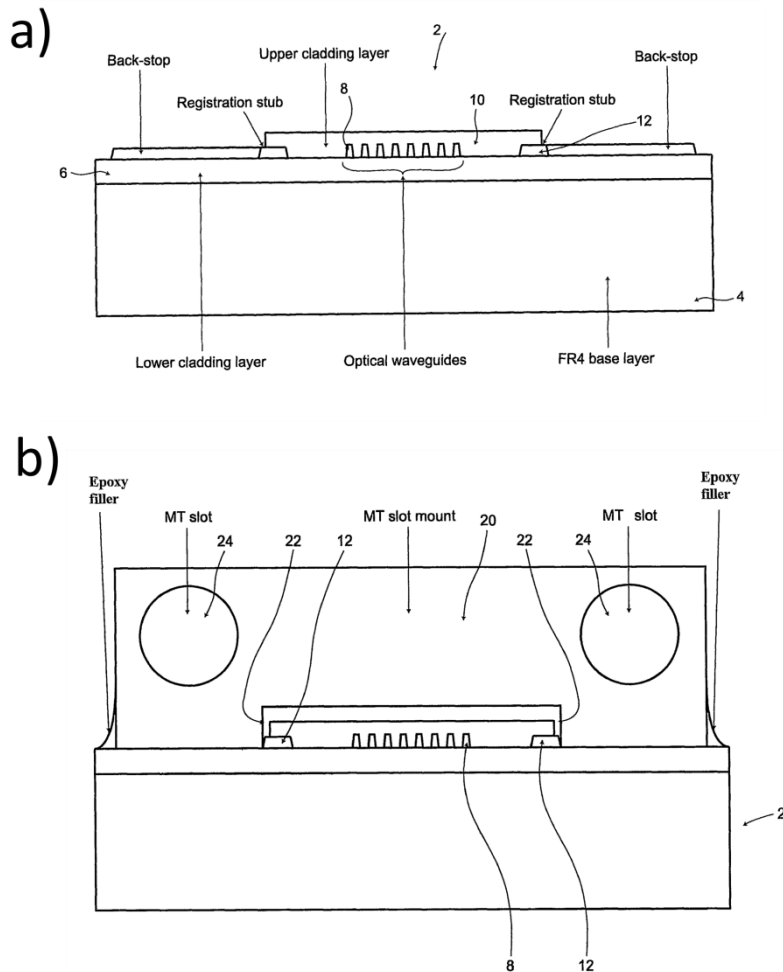 a)
2
Upper cladding layer
Back-stop
Back-stop
Registration stub
8
10
Registration stub
12
6
4
Lower cladding layer
Optical waveguides
FR4 base layer
b)
Epoxy
filler
Epoxy
filler
MT slot
MT slot mount
MT slot
24
22
12
20
22
24
2
8
12